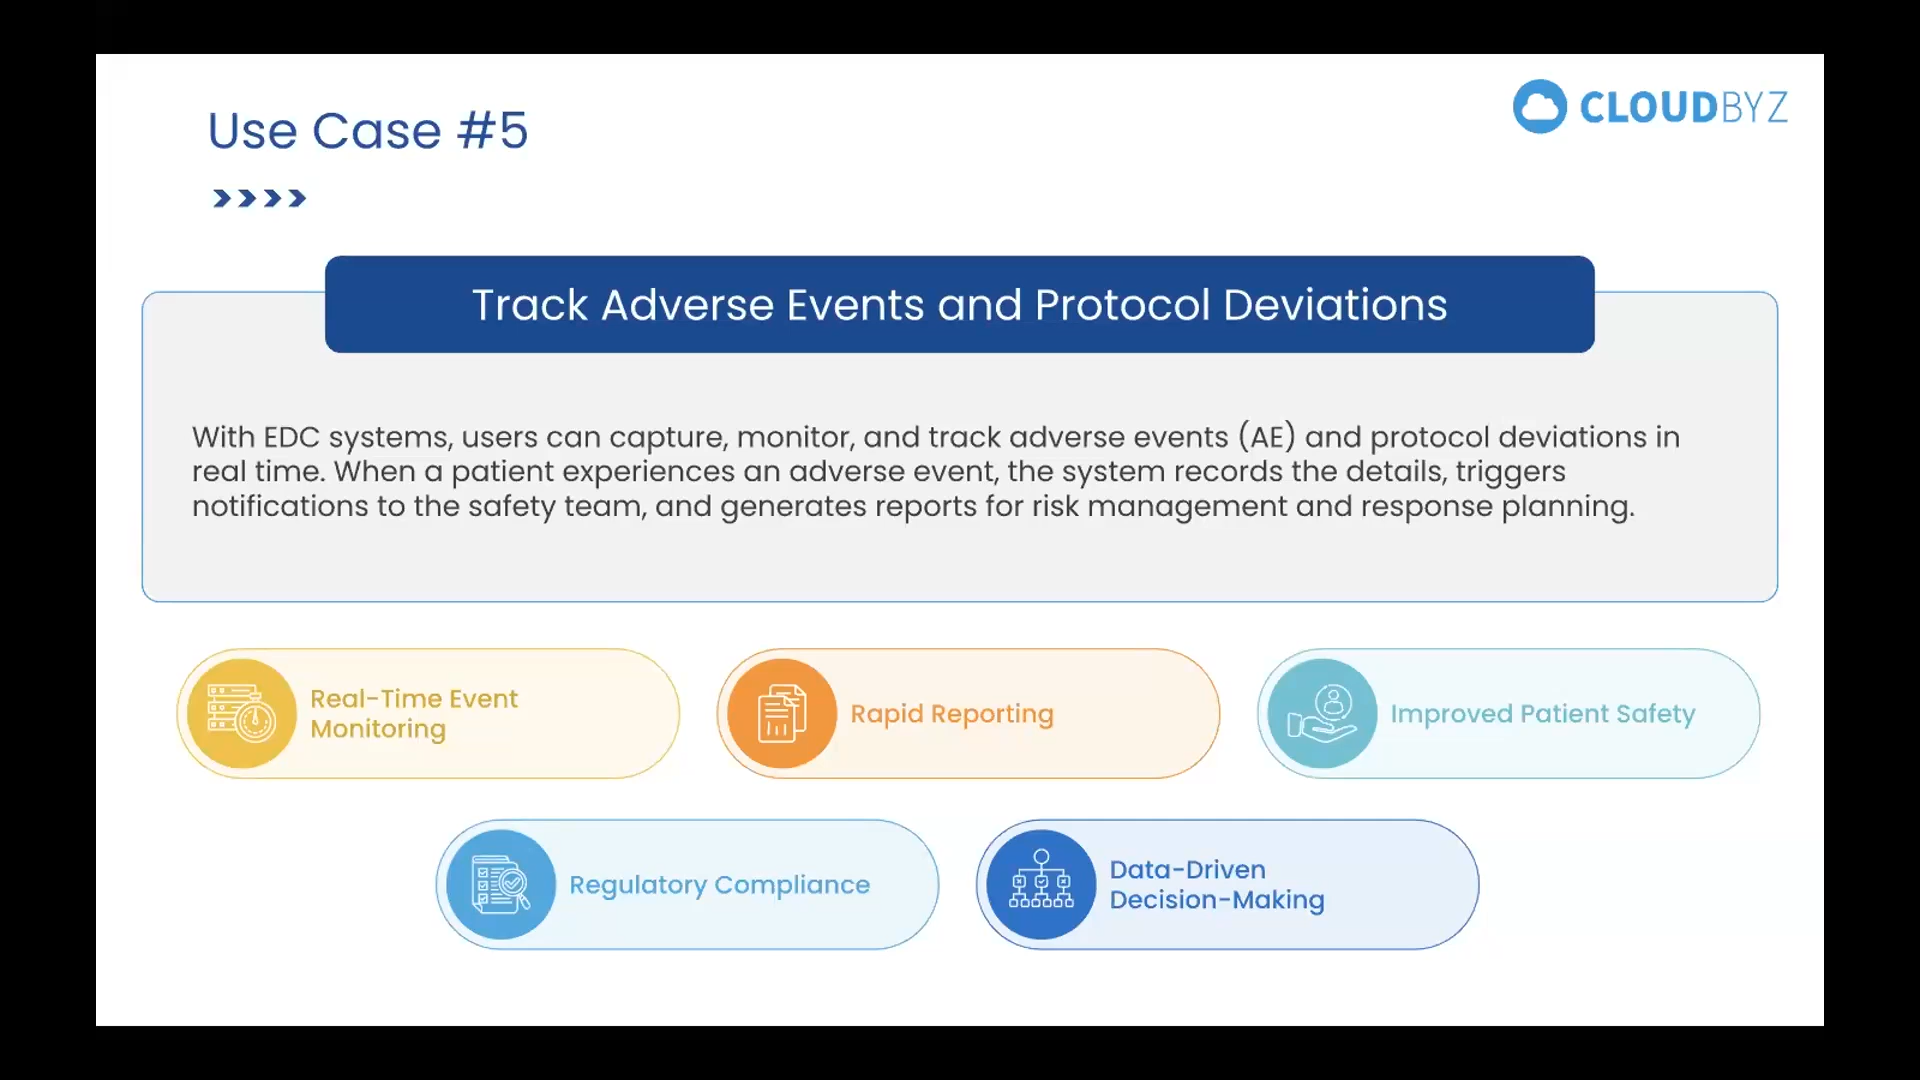 Use Case #5
CLOUDBYZ
Track Adverse Events and Protocol Deviations
With EDC systems, users can capture, monitor, and track adverse events (AE) and protocol deviations in
real time. When a patient experiences an adverse event, the system records the details, triggers
notifications to the safety team, and generates reports for risk management and response planning.
Real-Time Event
Monitoring
Rapid Reporting
Improved Patient Safety
Regulatory Compliance
Data-Driven
Decision-Making